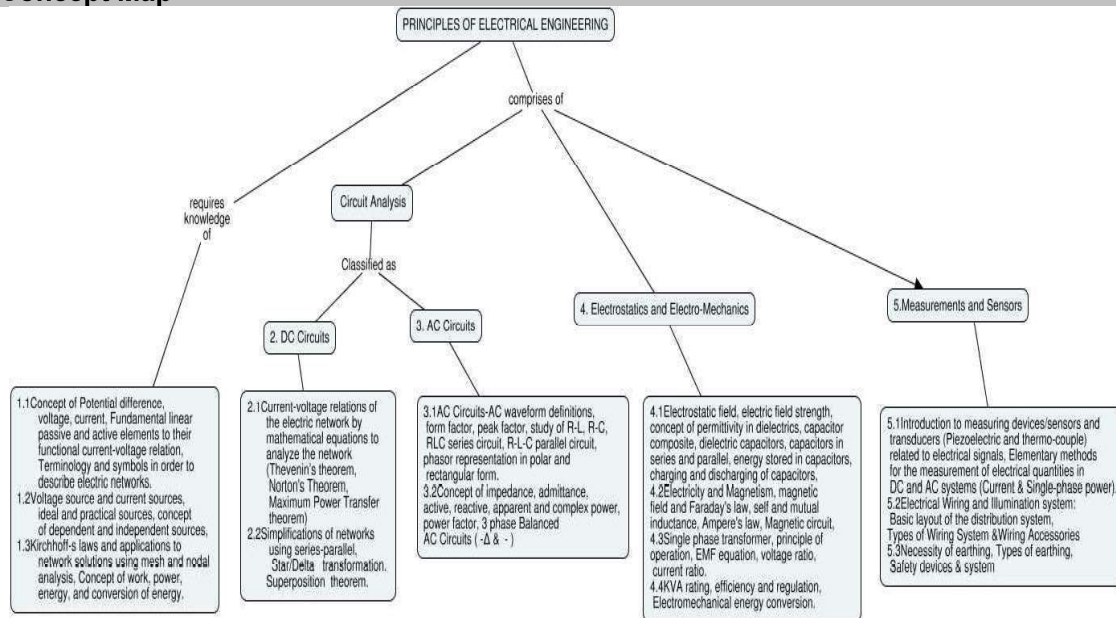 Concept Map
PRINCIPLES OF ELECTRICAL ENGINEERING
comprises of
requires
knowledge
of
Circuit Analysis
Classified as
2. DC Circuits
3. AC Circuits
4. Electrostatics and Electro-Mechanics
5.Measurements and Sensors
1.1Concept of Potential difference,
voltage, current, Fundamental linear
passive and active elements to their
functional current-voltage relation,
Terminology and symbols in order to
describe electric networks.
1.2Voltage source and current sources,
ideal and practical sources, concept
of dependent and independent sources,
1.3Kirchhoff-s laws and applications to
network solutions using mesh and nodal
analysis, Concept of work, power,
energy, and conversion of energy.
2.1Current-voltage relations of
the electric network by
mathematical equations to
analyze the network
(Thevenin's theorem,
Norton's Theorem,
Maximum Power Transfer
theorem)
2.2Simplifications of networks
using series-parallel,
Star/Delta transformation.
Superposition theorem.
3.1AC Circuits-AC waveform definitions,
form factor, peak factor, study of R-L, R-C,
RLC series circuit, R-L-C parallel circuit,
phasor representation in polar and
rectangular form.
3.2Concept of impedance, admittance,
active, reactive, apparent and complex power,
power factor, 3 phase Balanced
AC Circuits ( -Δ & - )
4.1Electrostatic field, electric field strength,
concept of permittivity in dielectrics, capacitor
composite, dielectric capacitors, capacitors in
series and parallel, energy stored in capacitors,
charging and discharging of capacitors,
4.2Electricity and Magnetism, magnetic
field and Faraday's law, self and mutual
inductance, Ampere's law, Magnetic circuit,
4.3Single phase transformer, principle of
operation, EMF equation, voltage ratio,
current ratio.
4.4KVA rating, efficiency and regulation,
Electromechanical energy conversion.
5.1Introduction to measuring devices/sensors and
transducers (Piezoelectric and thermo-couple)
related to electrical signals, Elementary methods
for the measurement of electrical quantities in
DC and AC systems (Current & Single-phase power).
5.2Electrical Wiring and Illumination system:
Basic layout of the distribution system,
Types of Wiring System &Wiring Accessories
5.3Necessity of earthing, Types of earthing,
Safety devices & system